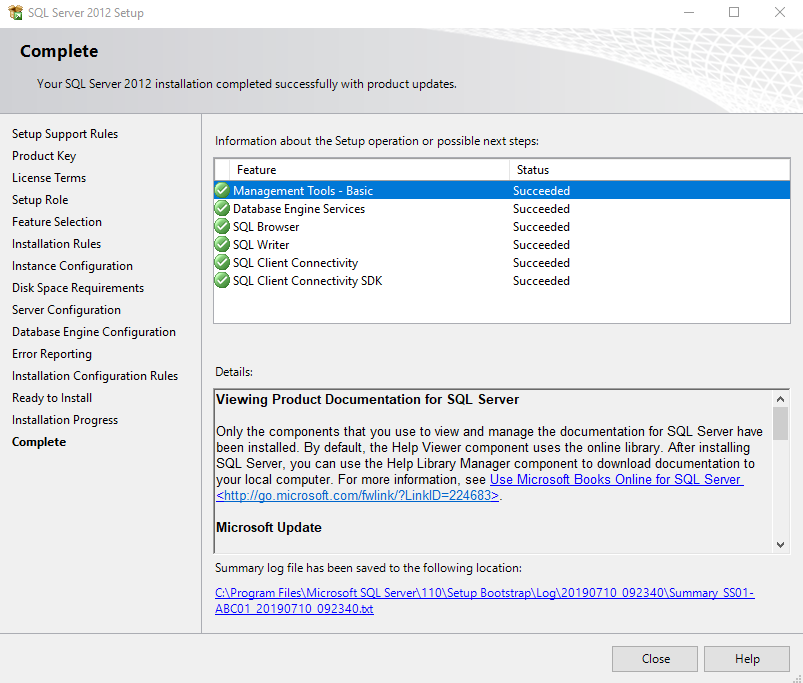 SQL Server 2012 Setup
Complete
Your SQL Server 2012 installation completed successfully with product updates.
Setup Support Rules
Product Key
License Terms
Setup Role
Feature Selection
Installation Rules
Instance Configuration
Disk Space Requirements
Server Configuration
Database Engine Configuration
Error Reporting
Installation Configuration Rules
Ready to Install
Installation Progress
Complete
Information about the Setup operation or possible next steps:
Feature Status
Management Tools - Basic Succeeded
Database Engine Services Succeeded
SQL Browser Succeeded
SQL Writer Succeeded
SQL Client Connectivity Succeeded
SQL Client Connectivity SDK Succeeded
Details:
Viewing Product Documentation for SQL Server
Only the components that you use to view and manage the documentation for SQL Server have
been installed. By default, the Help Viewer component uses the online library. After installing
SQL Server, you can use the Help Library Manager component to download documentation to
your local computer. For more information, see Use Microsoft Books Online for SQL Server
<http://go.microsoft.com/fwlink/?LinkID=224683>.
Microsoft Update
Summary log file has been saved to the following location:
C:\Program Files\Microsoft SQL Server\110\Setup Bootstrap\Log\20190710_092340\Summary_SS01-
ABC01_20190710_092340.txt
Close Help